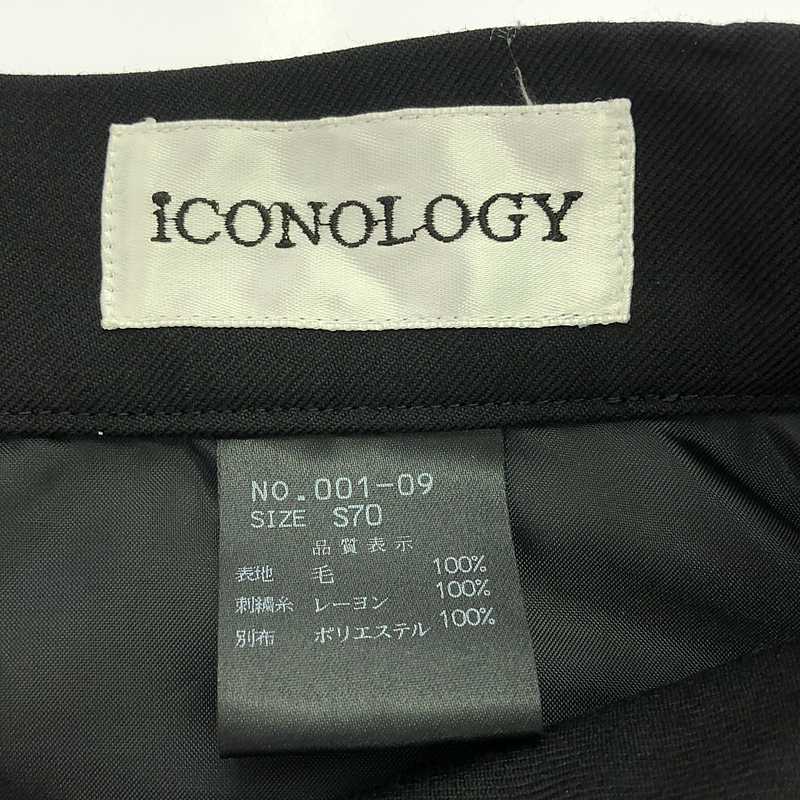 iCONOLOGY
NO.001-09
SIZE S70
品質表示
表地 毛 100%
刺繍糸 レーヨン 100%
別布 ポリエステル 100%